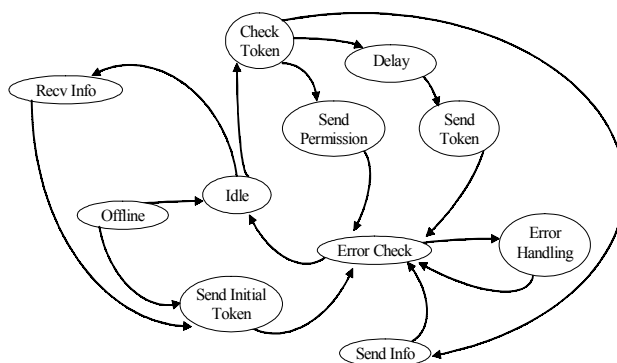 Check
Token
Delay
Recv Info
Send
Permission
Send
Token
Idle
Offline
Error Check
Error
Handling
Send Initial
Token
Send Info